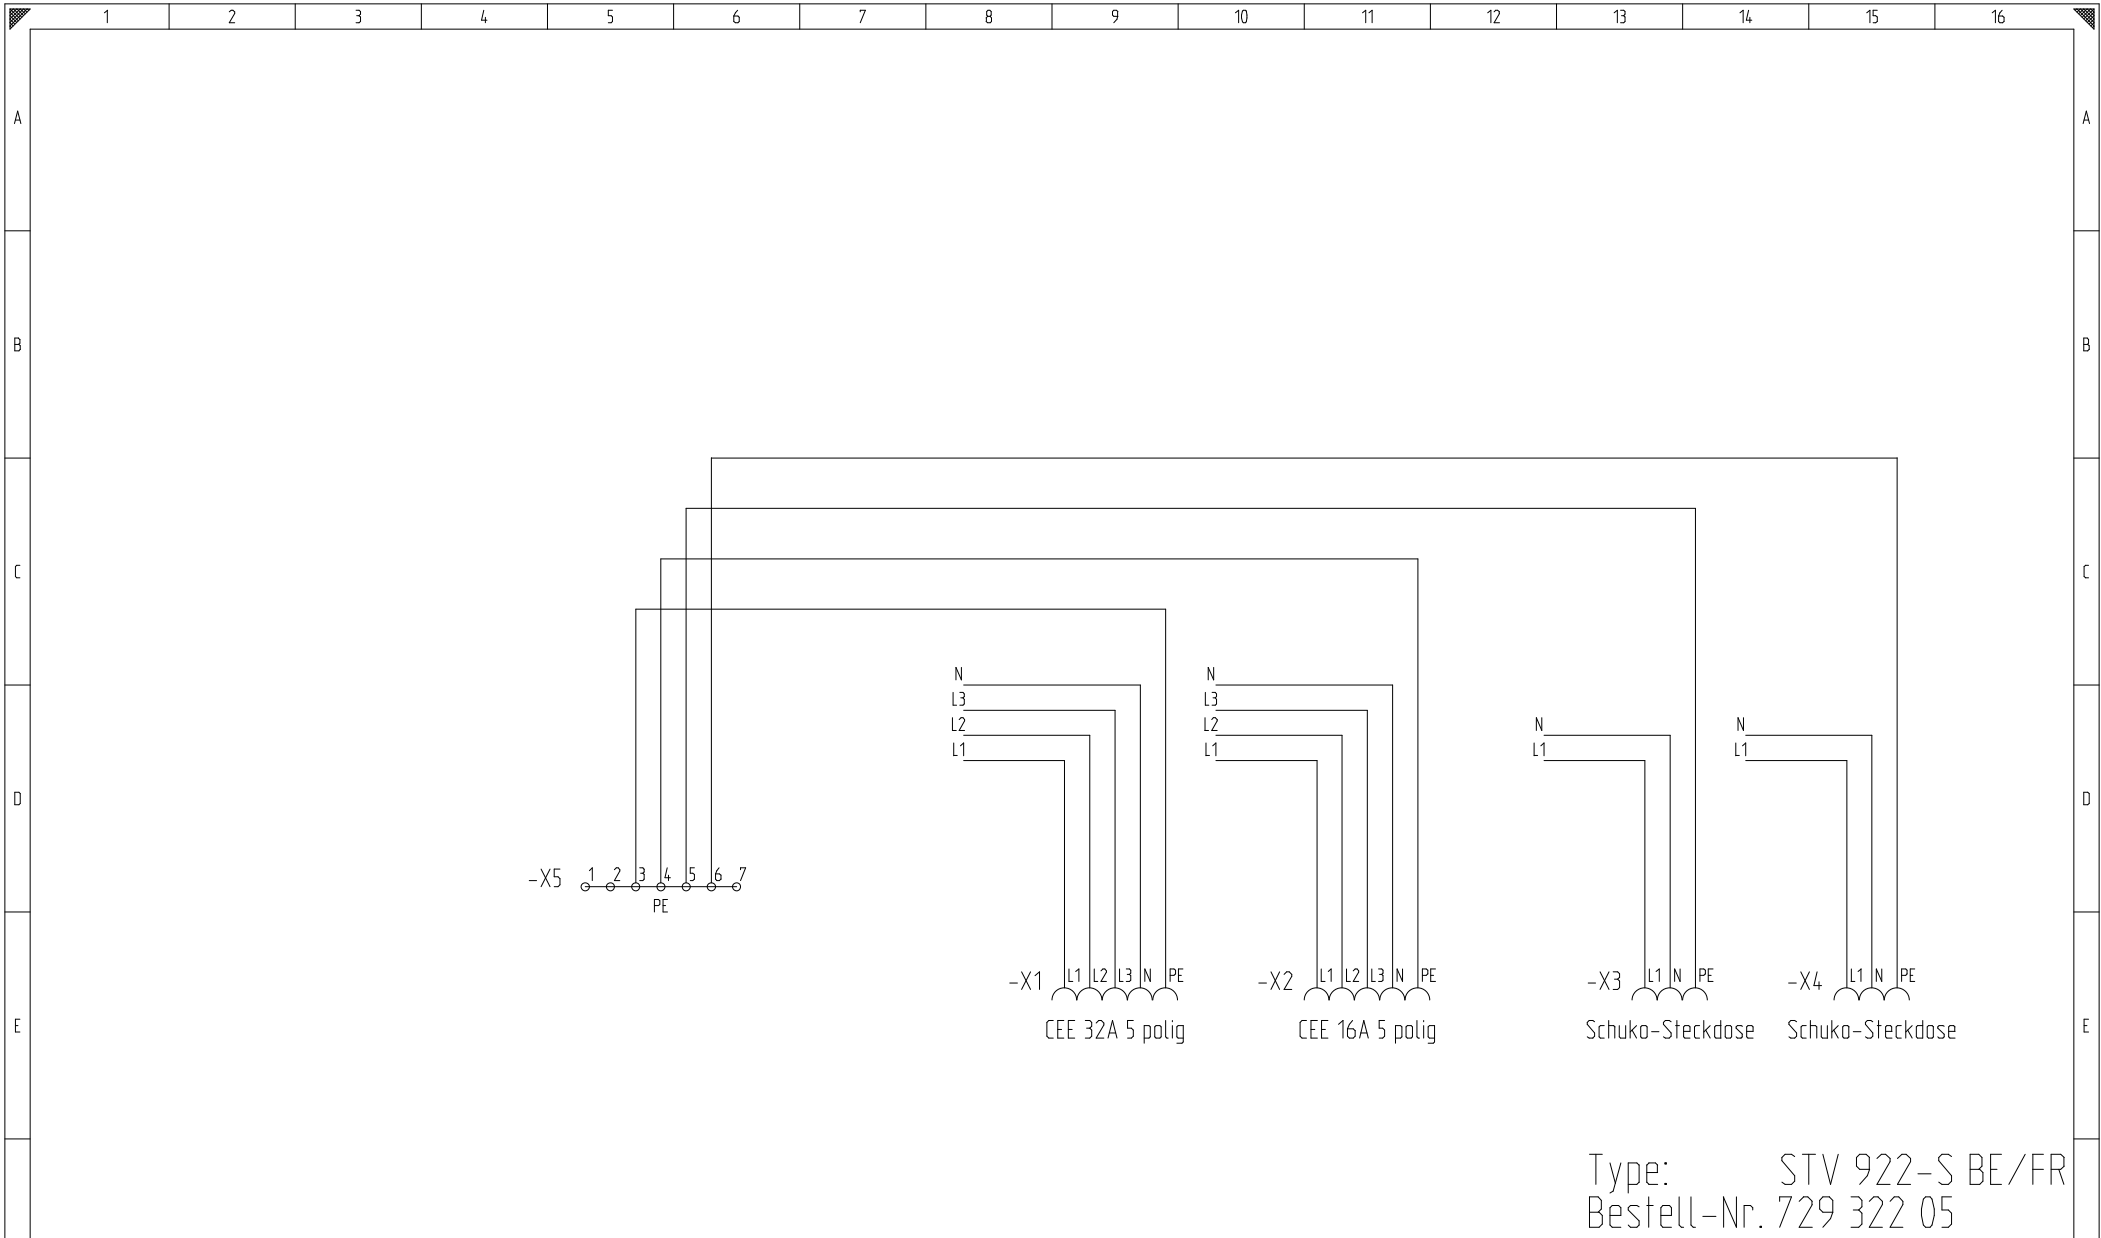 1 2 3 4 5 6 7 8 9 10 11 12 13 14 15 16
A A
B B
C C
N N
L3 L3
L2 L2 N N
L1 L1 L1 L1
D D
-X5 1 2 3 4 5 6 7
PE
-X1 L1 L2 L3 N PE -X2 L1 L2 L3 N PE -X3 L1 N PE -X4 L1 N PE
E CEE 32A 5 polig CEE 16A 5 polig Schuko-Steckdose Schuko-Steckdose E
Type: STV 922-S BE/FR
Bestell-Nr. 729 322 05